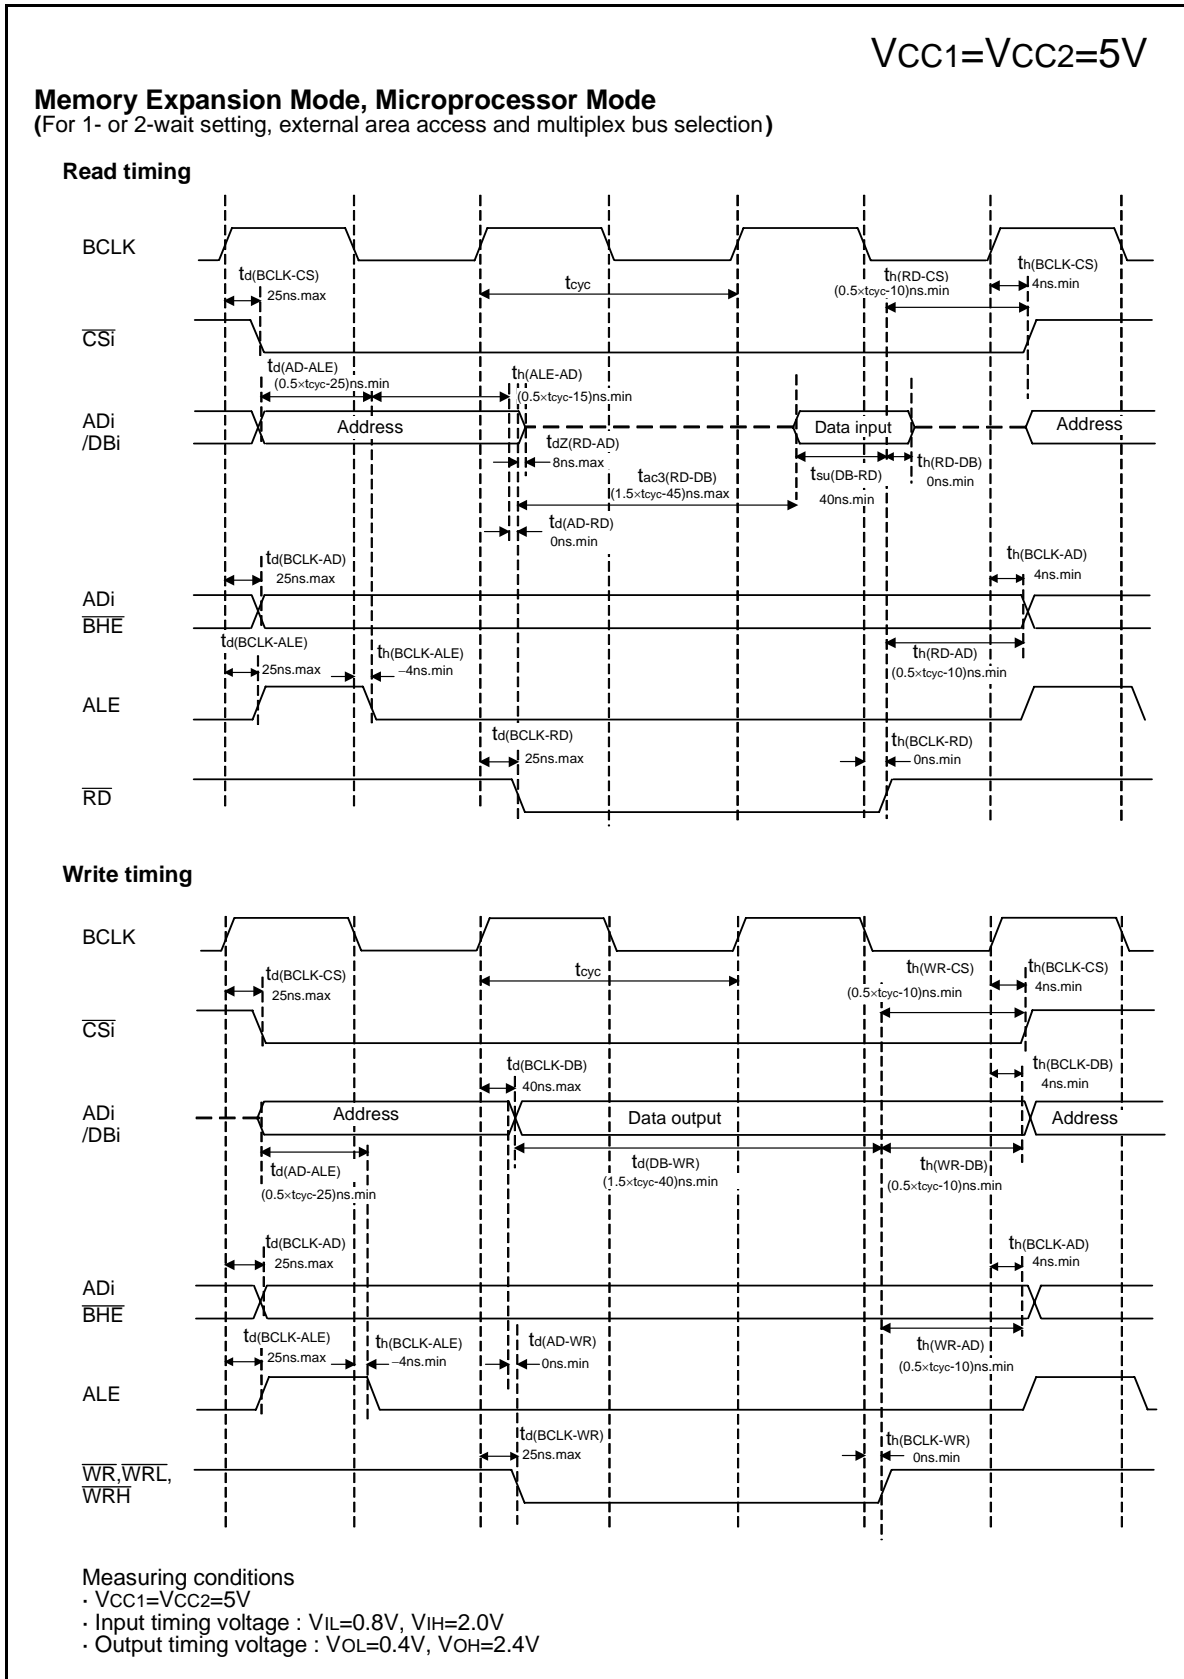 VCC1=VCC2=5V
Memory Expansion Mode, Microprocessor Mode
(For 1- or 2-wait setting, external area access and multiplex bus selection)
Read timing
BCLK
td(BCLK-CS)
25ns.max
tcyc
th(RD-CS)
(0.5×tcyc-10)ns.min
th(BCLK-CS)
4ns.min
CSi
td(AD-ALE)
(0.5×tcyc-25)ns.min
th(ALE-AD)
(0.5×tcyc-15)ns.min
ADi
/DBi
Address
Data input
Address
tdZ(RD-AD)
8ns.max
tac3(RD-DB)
(1.5×tcyc-45)ns.max
tsu(DB-RD)
40ns.min
th(RD-DB)
0ns.min
td(AD-RD)
0ns.min
td(BCLK-AD)
25ns.max
th(BCLK-AD)
4ns.min
ADi
BHE
td(BCLK-ALE)
25ns.max
th(BCLK-ALE)
−4ns.min
th(RD-AD)
(0.5×tcyc-10)ns.min
ALE
td(BCLK-RD)
25ns.max
th(BCLK-RD)
0ns.min
RD
Write timing
BCLK
td(BCLK-CS)
25ns.max
tcyc
th(WR-CS)
(0.5×tcyc-10)ns.min
th(BCLK-CS)
4ns.min
CSi
td(BCLK-DB)
40ns.max
th(BCLK-DB)
4ns.min
ADi
/DBi
Address
Data output
Address
td(AD-ALE)
(0.5×tcyc-25)ns.min
td(DB-WR)
(1.5×tcyc-40)ns.min
th(WR-DB)
(0.5×tcyc-10)ns.min
td(BCLK-AD)
25ns.max
th(BCLK-AD)
4ns.min
ADi
BHE
td(BCLK-ALE)
25ns.max
th(BCLK-ALE)
−4ns.min
td(AD-WR)
0ns.min
th(WR-AD)
(0.5×tcyc-10)ns.min
ALE
td(BCLK-WR)
25ns.max
th(BCLK-WR)
0ns.min
WR,WRL,
WRH
Measuring conditions
· VCC1=VCC2=5V
· Input timing voltage : VIL=0.8V, VIH=2.0V
· Output timing voltage : VOL=0.4V, VOH=2.4V